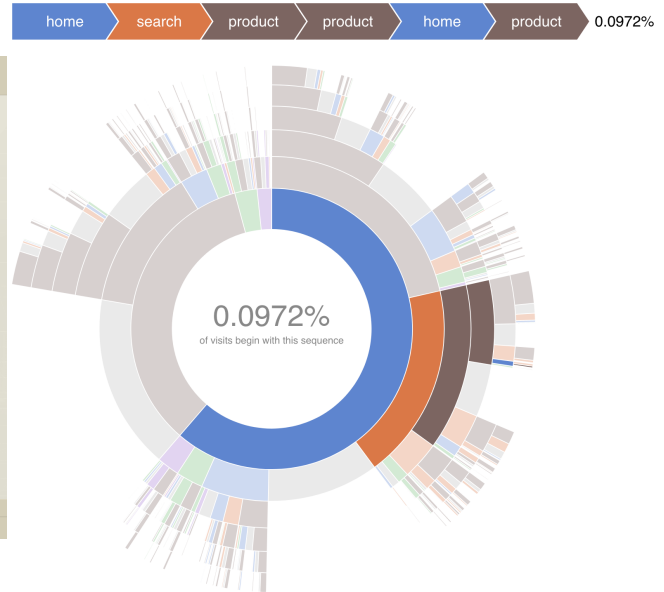 home search product product home product 0.0972%
0.0972%
of visits begin with this sequence